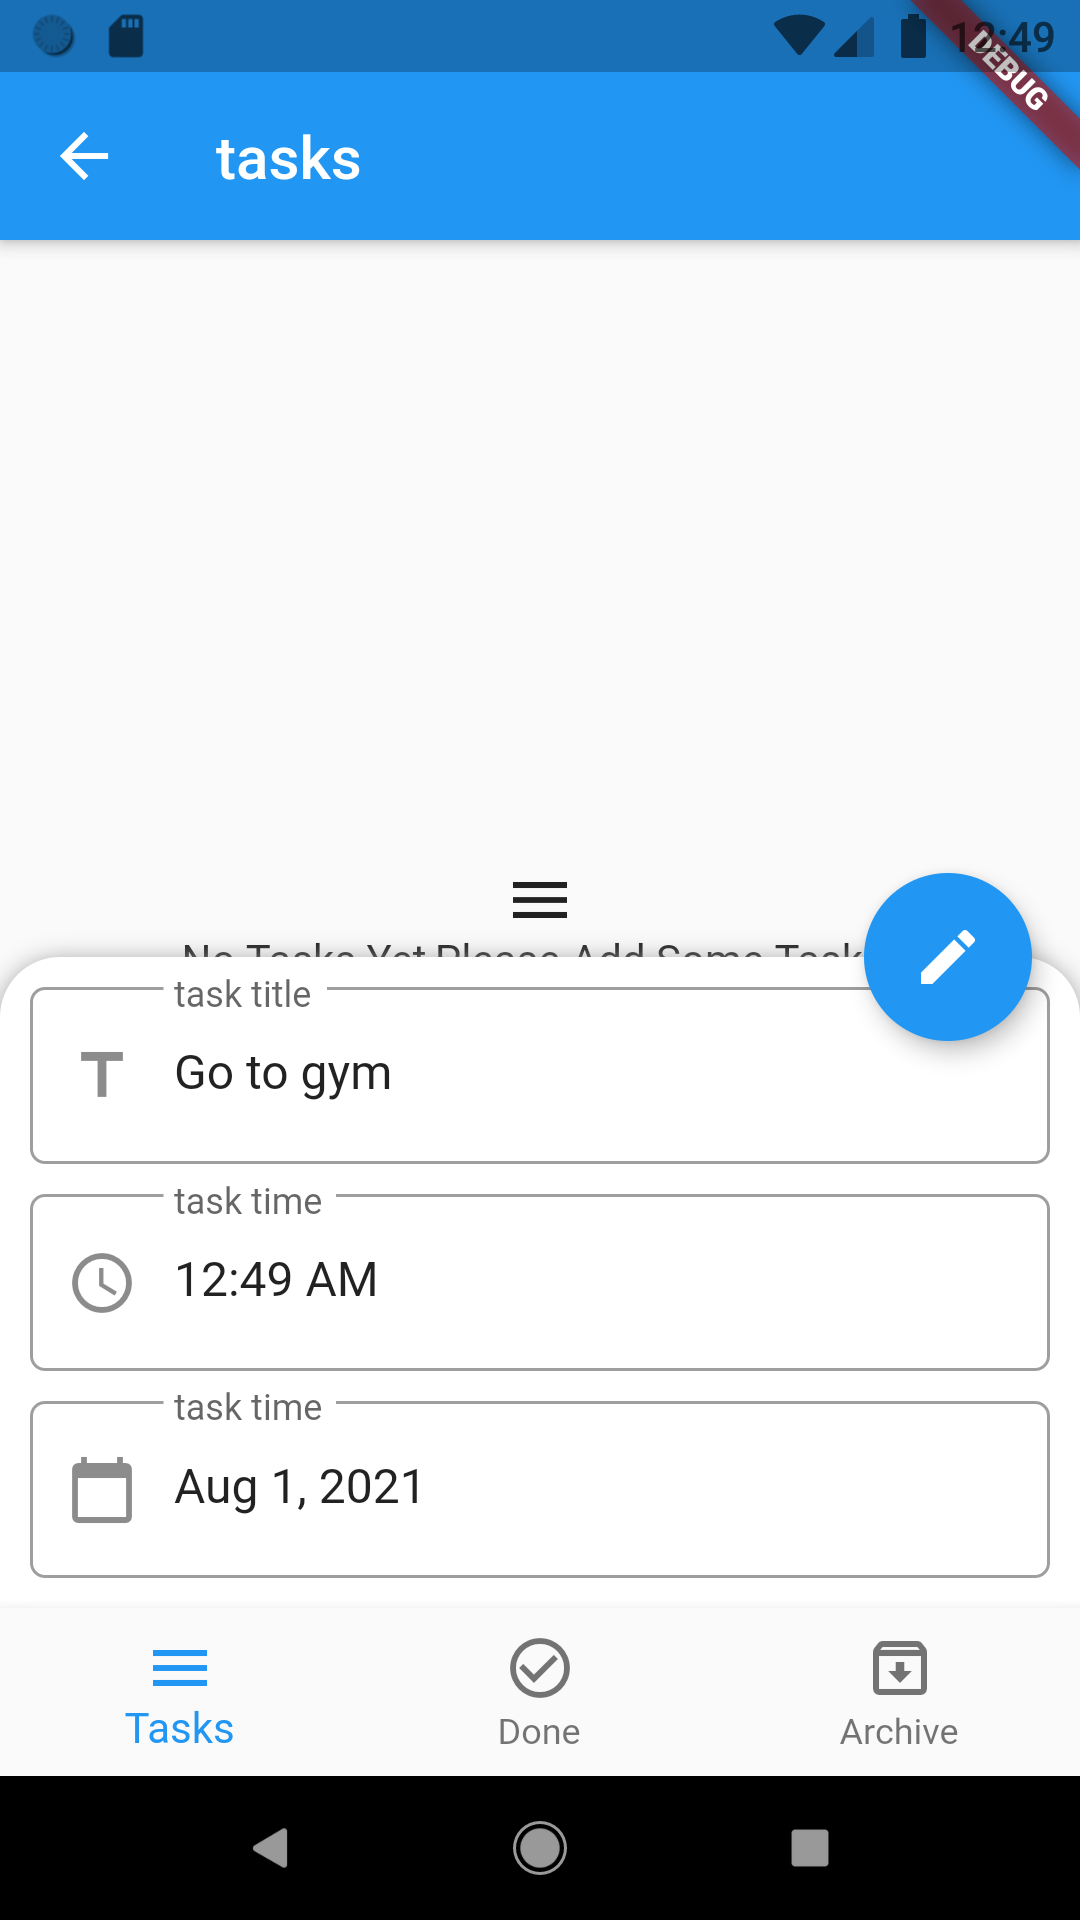 12:49
DEBUG
tasks
No Tasks Yet Please Add Some Task
task title
Go to gym
task time
12:49 AM
task time
Aug 1, 2021
Tasks
Done
Archive